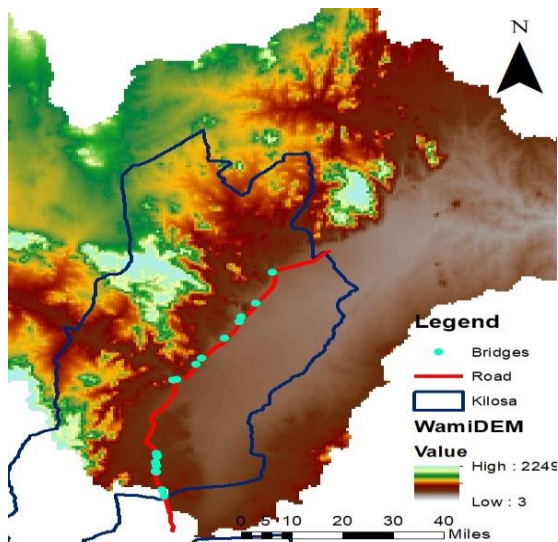 N
Legend
Bridges
Road
Kilosa
WamiDEM
Value
High : 2249
Low : 3
0 5 10 20 30 40
Miles